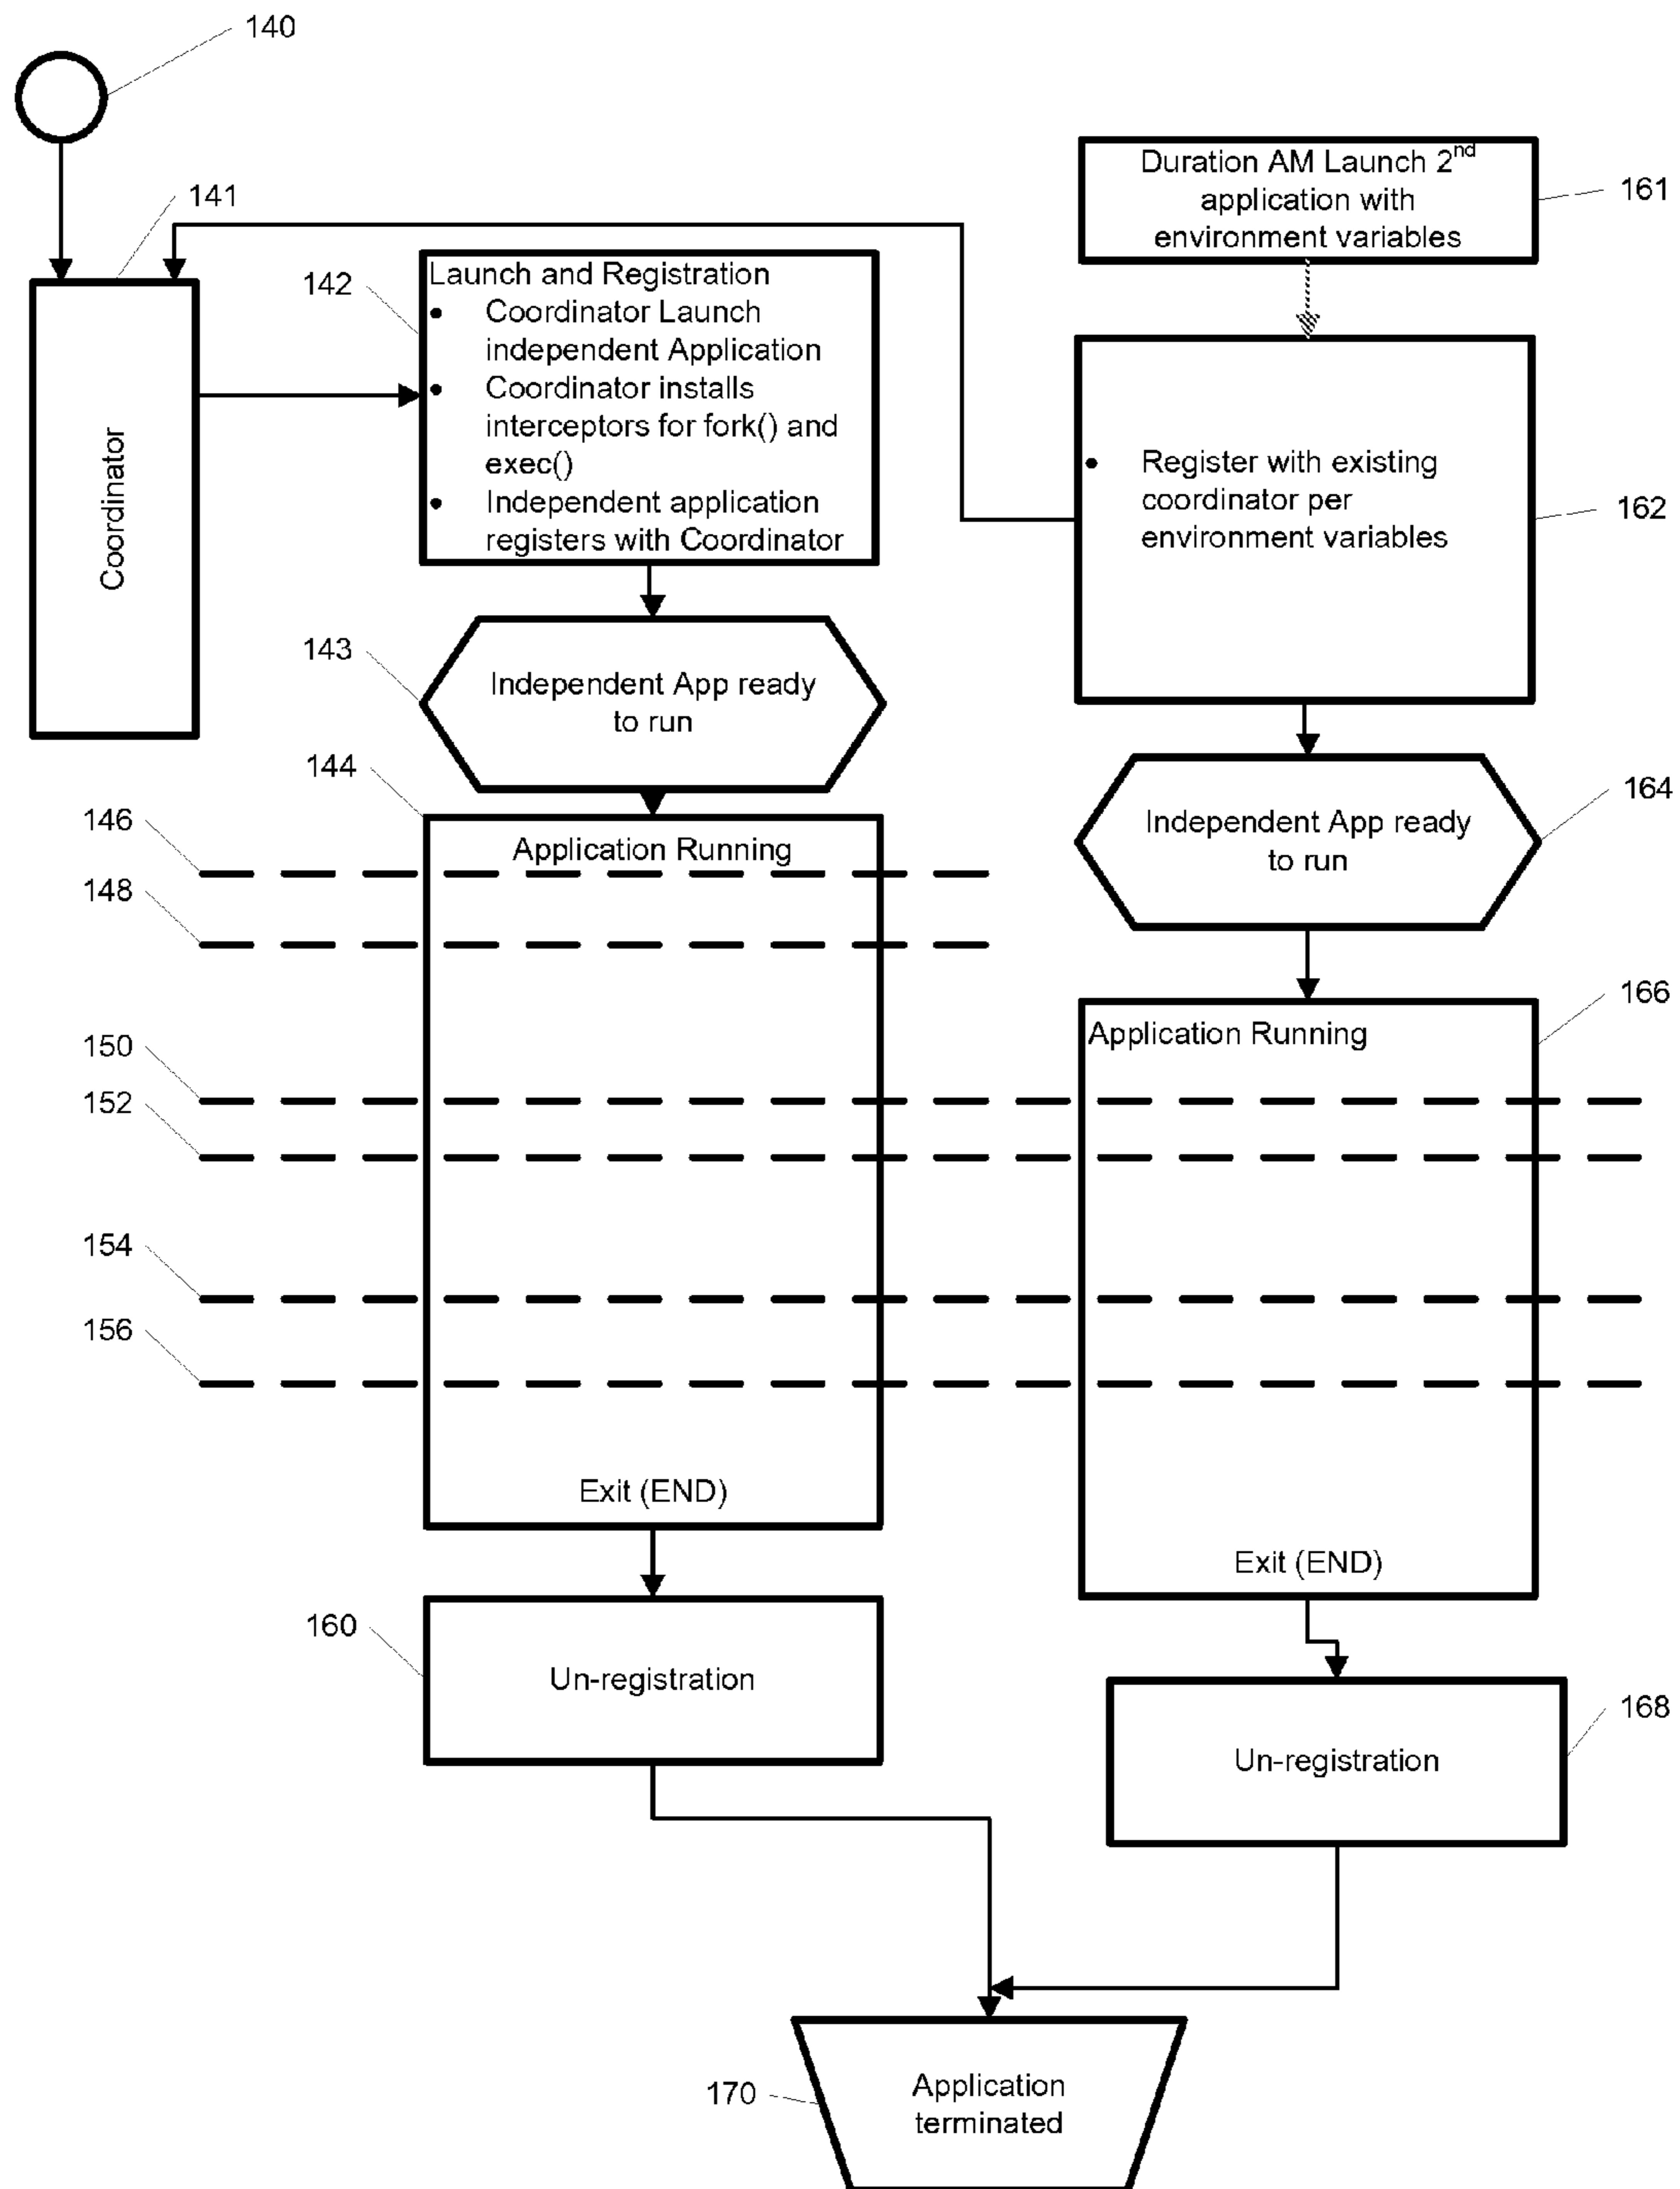 140
141
Coordinator
142
Launch and Registration
• Coordinator Launch
independent Application
• Coordinator installs
interceptors for fork() and
exec()
• Independent application
registers with Coordinator
143
Independent App ready
to run
144
Application Running
146
148
150
152
154
156
Exit (END)
160
Un-registration
Duration AM Launch 2nd
application with
environment variables
161
• Register with existing
coordinator per
environment variables
162
Independent App ready
to run
164
Application Running
166
Exit (END)
Un-registration
168
170
Application
terminated